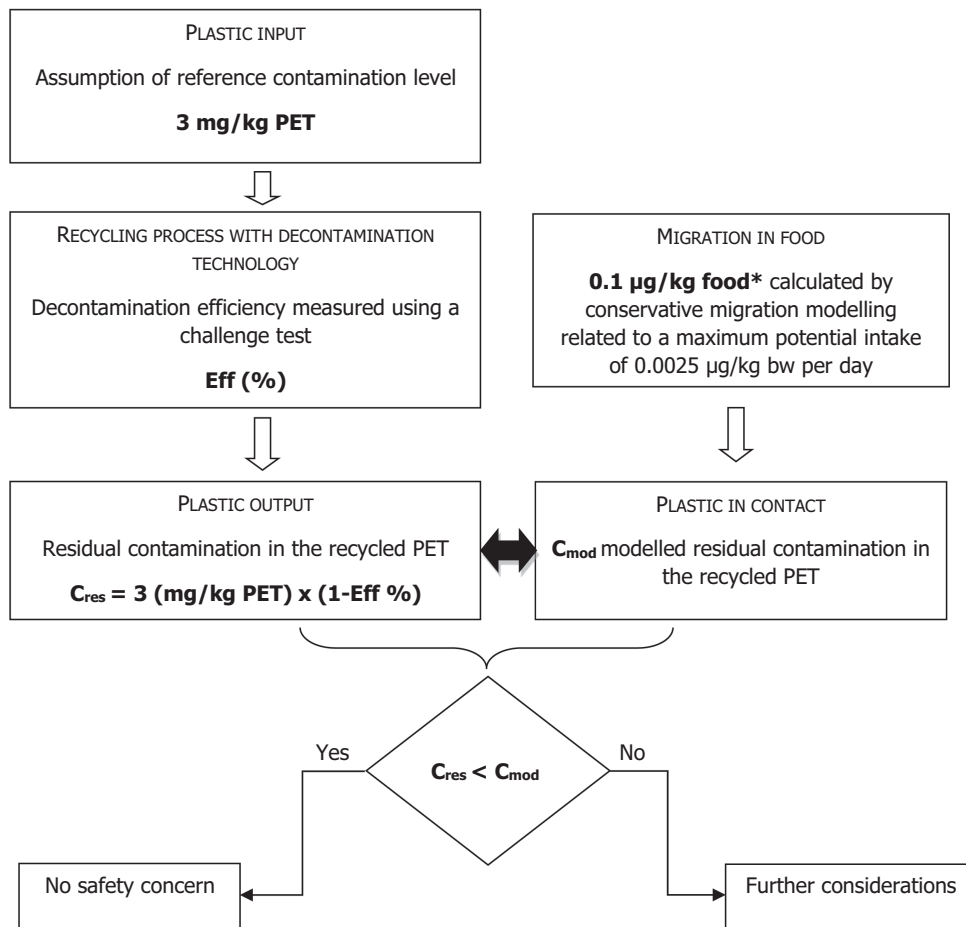 PLASTIC INPUT
Assumption of reference contamination level
3 mg/kg PET
RECYCLING PROCESS WITH DECONTAMINATION
TECHNOLOGY
Decontamination efficiency measured using a
challenge test
Eff (%)
MIGRATION IN FOOD
0.1 µg/kg food* calculated by
conservative migration modelling
related to a maximum potential intake
of 0.0025 µg/kg bw per day
PLASTIC OUTPUT
Residual contamination in the recycled PET
Cres = 3 (mg/kg PET) x (1-Eff %)
PLASTIC IN CONTACT
Cmod modelled residual contamination in
the recycled PET
Yes
No
Cres < Cmod
No safety concern
Further considerations